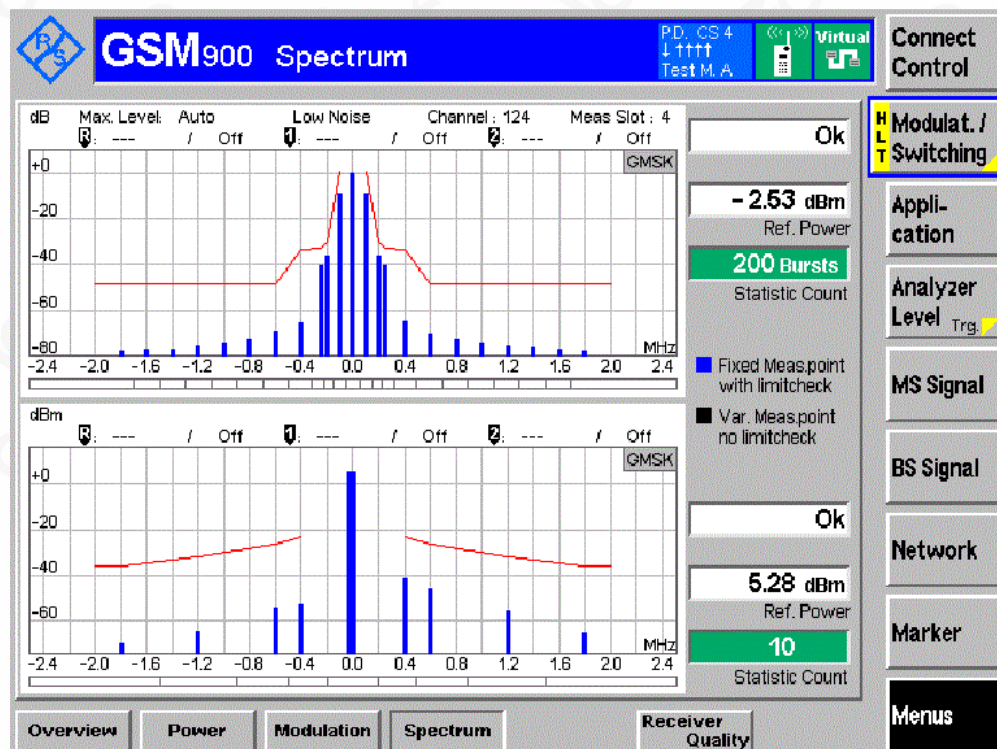 R/S
GSM900 Spectrum
PD. CS 4
↓ ↑↑↑↑
Test M. A
Virtual
Connect Control
dB Max. Level: Auto Low Noise Channel : 124 Meas Slot : 4
R: --- / Off 1: --- / Off 2: --- / Off
GMSK
+0
-20
-40
-60
-80
MHz
-2.4 -2.0 -1.6 -1.2 -0.8 -0.4 0.0 0.4 0.8 1.2 1.6 2.0 2.4
Ok
-2.53 dBm
Ref. Power
200 Bursts
Statistic Count
Fixed Meas.point
with limitcheck
Var. Meas.point
no limitcheck
dBm
R: --- / Off 1: --- / Off 2: --- / Off
GMSK
+0
-20
-40
-60
MHz
-2.4 -2.0 -1.6 -1.2 -0.8 -0.4 0.0 0.4 0.8 1.2 1.6 2.0 2.4
Ok
5.28 dBm
Ref. Power
10
Statistic Count
HLT
Modulat. /
Switching
Appli-
cation
Analyzer
Level Trg.
MS Signal
BS Signal
Network
Marker
Menus
Overview Power Modulation Spectrum Receiver
Quality